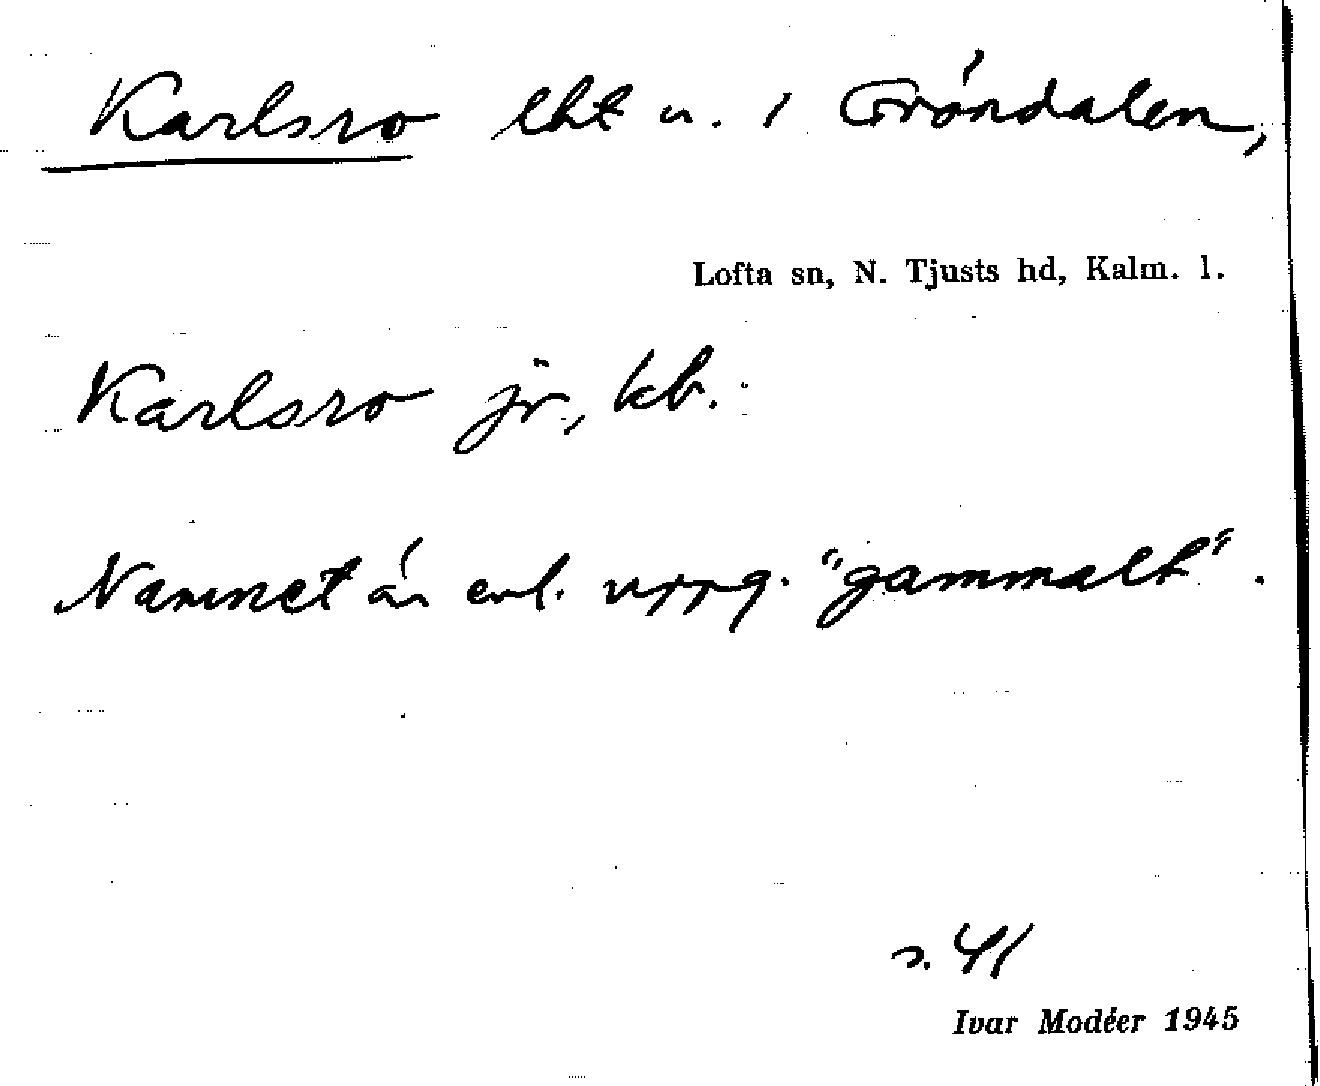 Karlsro lht u. i Gröndalen,
Lofta sn, N. Tjusts hd, Kalm. l.
Karlsro jr, kb.
Namnet är enl. uppg. "gammalt".
s. 41
Ivar Modéer 1945